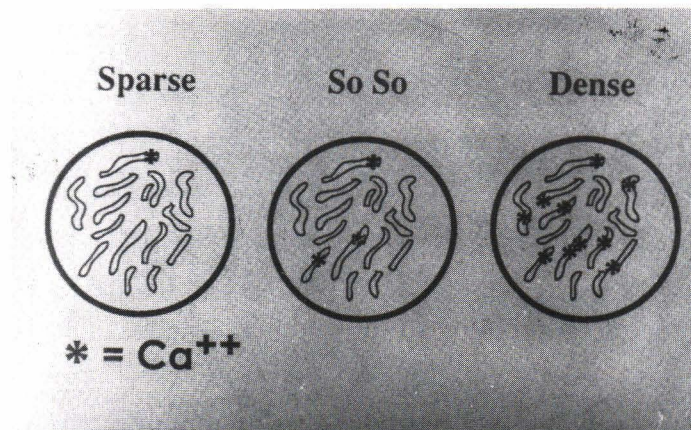 Sparse So So Dense
* = Ca++